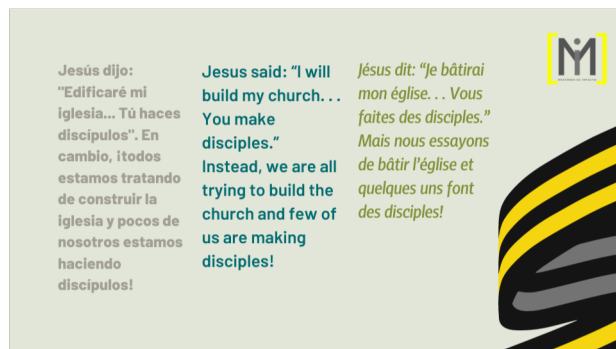 Jesús dijo:
"Edificaré mi
iglesia... Tú haces
discípulos". En
cambio, ¡todos
estamos tratando
de construir la
iglesia y pocos de
nosotros estamos
haciendo
discípulos!
Jesus said: “I will
build my church. . .
You make
disciples.”
Instead, we are all
trying to build the
church and few of
us are making
disciples!
Jésus dit: “Je bâtirai
mon église. . . Vous
faites des disciples.”
Mais nous essayons
de bâtir l’église et
quelques uns font
des disciples!